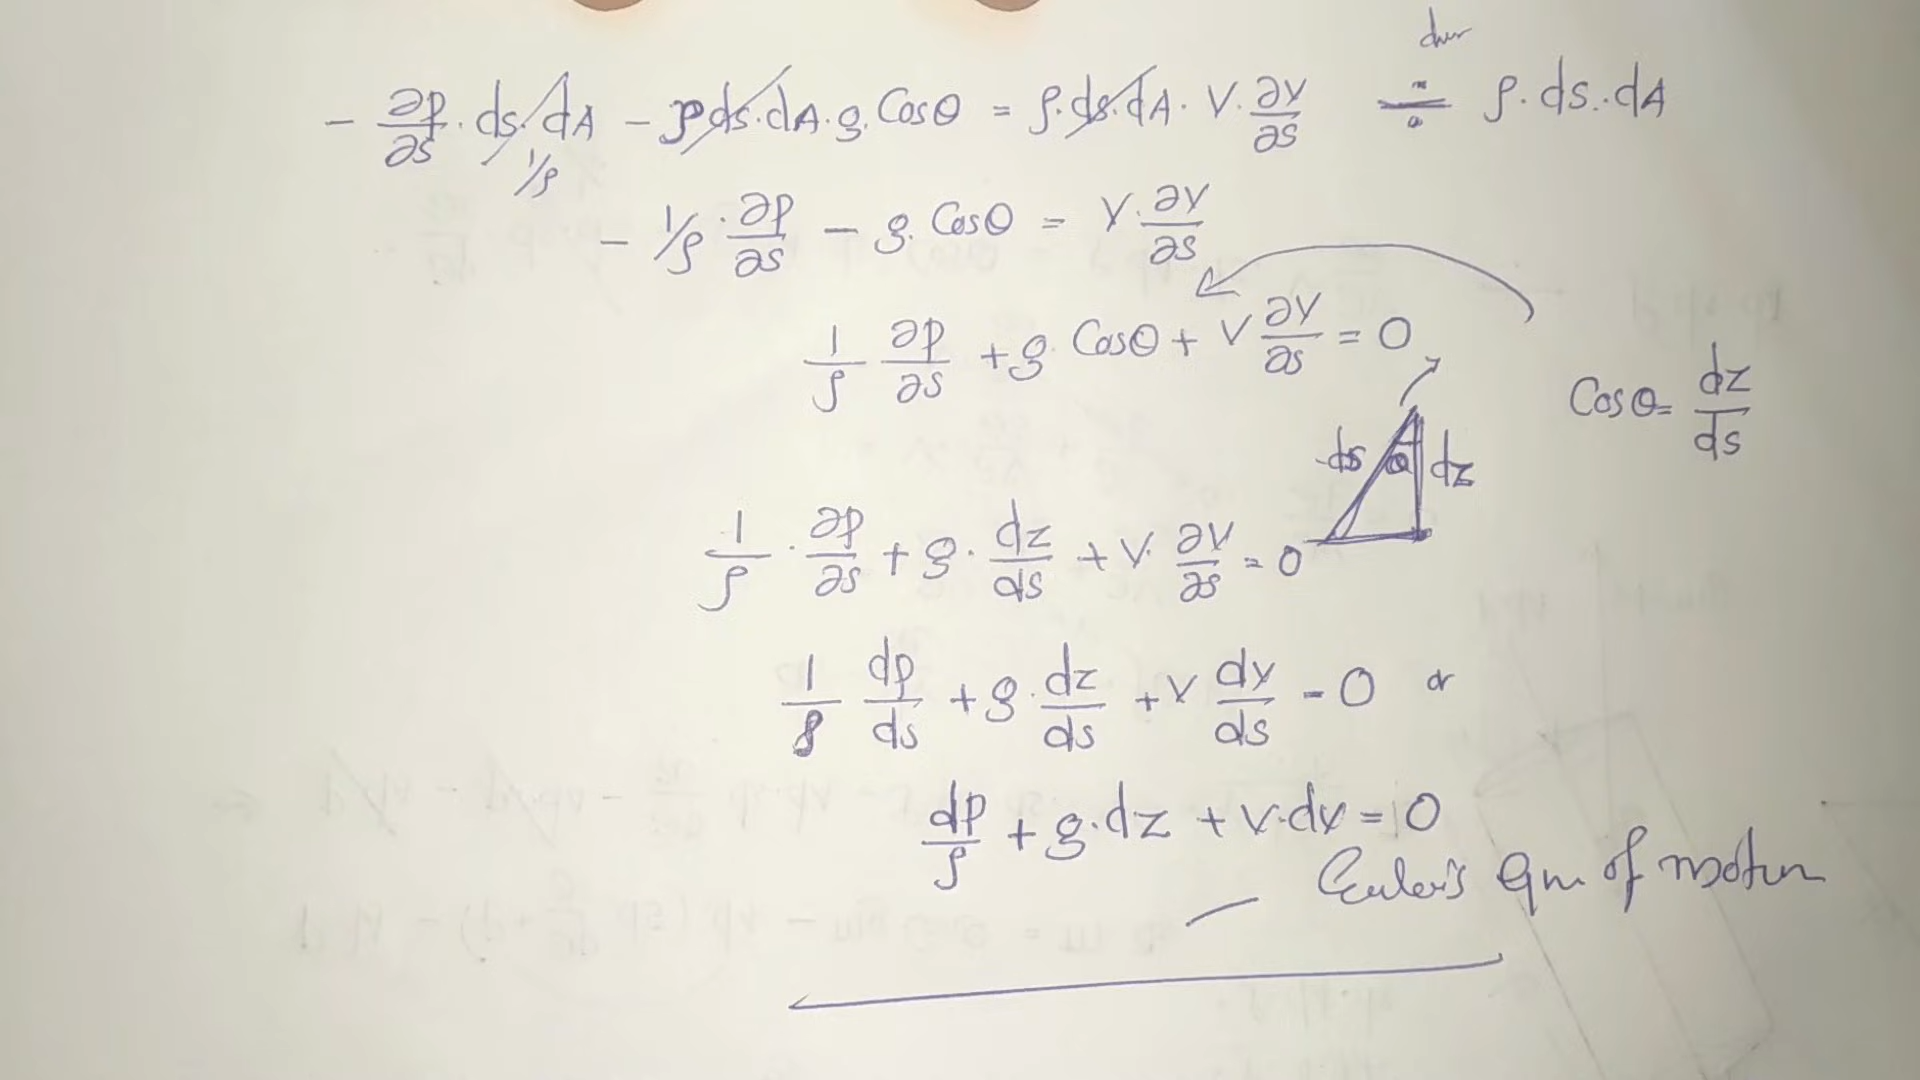 - ∂p/∂s . ds.dA - ρds.dA.g.Cosθ = ρ.ds.dA. V. ∂V/∂s ÷ ρ.ds.dA
1/ρ
- 1/ρ . ∂p/∂s - g. Cosθ = V. ∂V/∂s
1/ρ ∂p/∂s + g. Cosθ + V ∂V/∂s = 0
Cosθ = dz/ds
ds θ dz
1/ρ . ∂p/∂s + g. dz/ds + V. ∂V/∂s = 0
1/ρ dp/ds + g. dz/ds + V dv/ds = 0 or
dp/ρ + g.dz + V.dv = 0
Euler's Eqn of motion